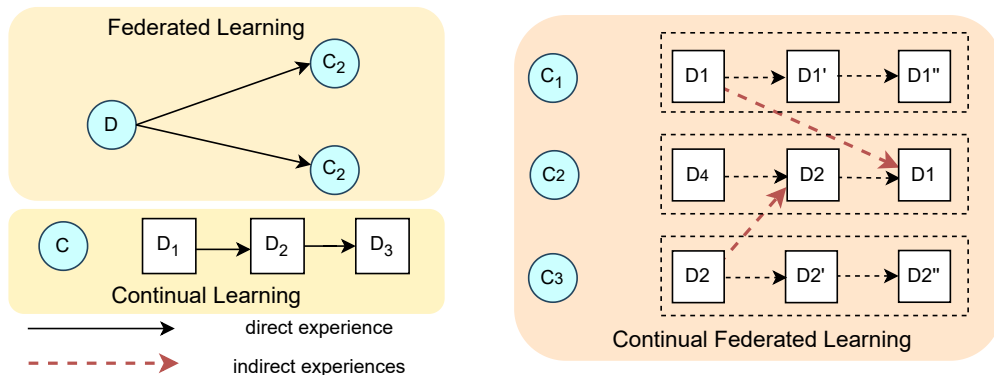 Federated Learning
D
C2
C2
C
D1
D2
D3
Continual Learning
direct experience
indirect experiences
C1
D1
D1'
D1''
C2
D4
D2
D1
C3
D2
D2'
D2''
Continual Federated Learning